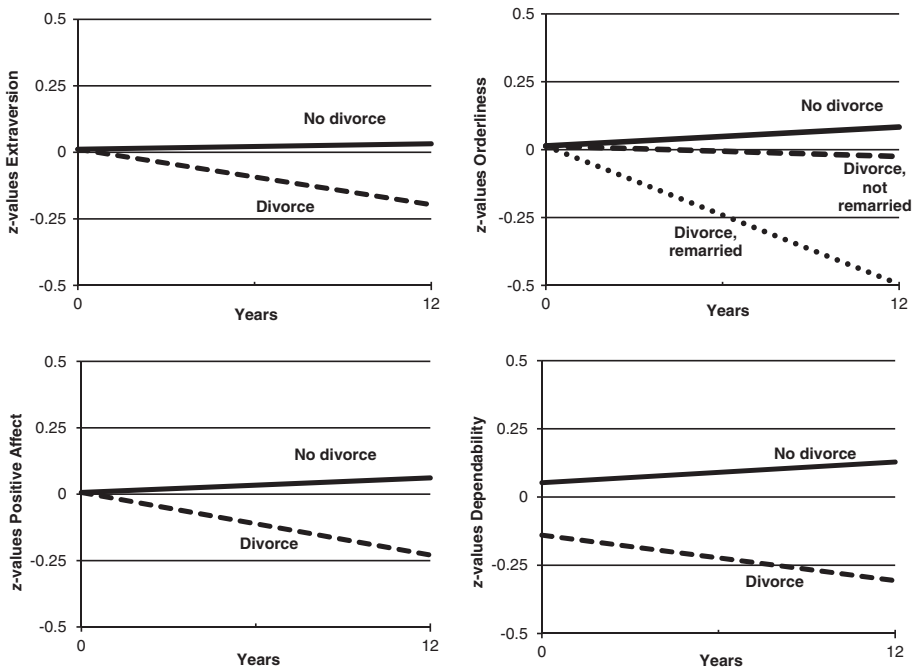 0.5
0.25
0
-0.25
-0.5
z-values Extraversion
No divorce
Divorce
0
12
Years
0.5
0.25
0
-0.25
-0.5
z-values Orderliness
No divorce
Divorce,
not
remarried
Divorce,
remarried
0
12
Years
0.5
0.25
0
-0.25
-0.5
z-values Positive Affect
No divorce
Divorce
0
12
Years
0.5
0.25
0
-0.25
-0.5
z-values Dependability
No divorce
Divorce
0
12
Years